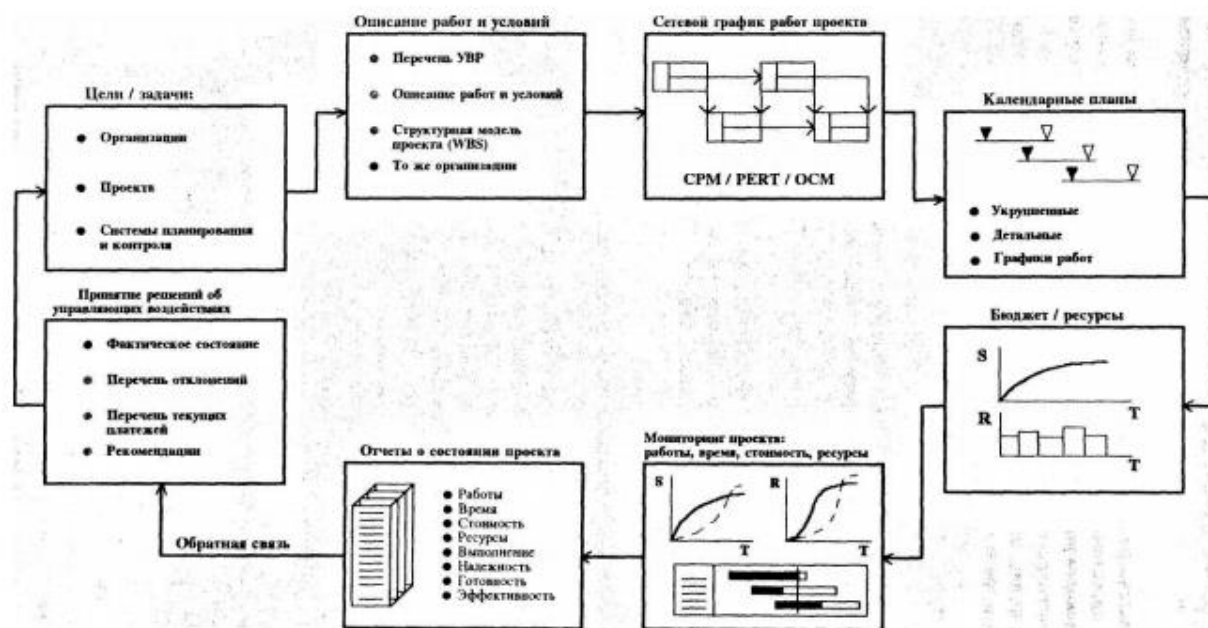 Описание работ и условий
Перечень УВР
Описание работ и условий
Структурная модель
проекта (WBS)
То же организации
Сетевой график работ проекта
CPM / PERT / OCM
Цели / задачи:
Организации
Проекта
Системы планирования
и контроля
Календарные планы
Укрупненные
Детальные
Графики работ
Принятие решений об
управляющих воздействиях
Фактическое состояние
Перечень отклонений
Перечень текущих
платежей
Рекомендации
Бюджет / ресурсы
S
T
R
T
Мониторинг проекта:
работы, время, стоимость, ресурсы
S
T
R
T
Отчеты о состоянии проекта
Работы
Время
Стоимость
Ресурсы
Выполнение
Надежность
Готовность
Эффективность
Обратная связь